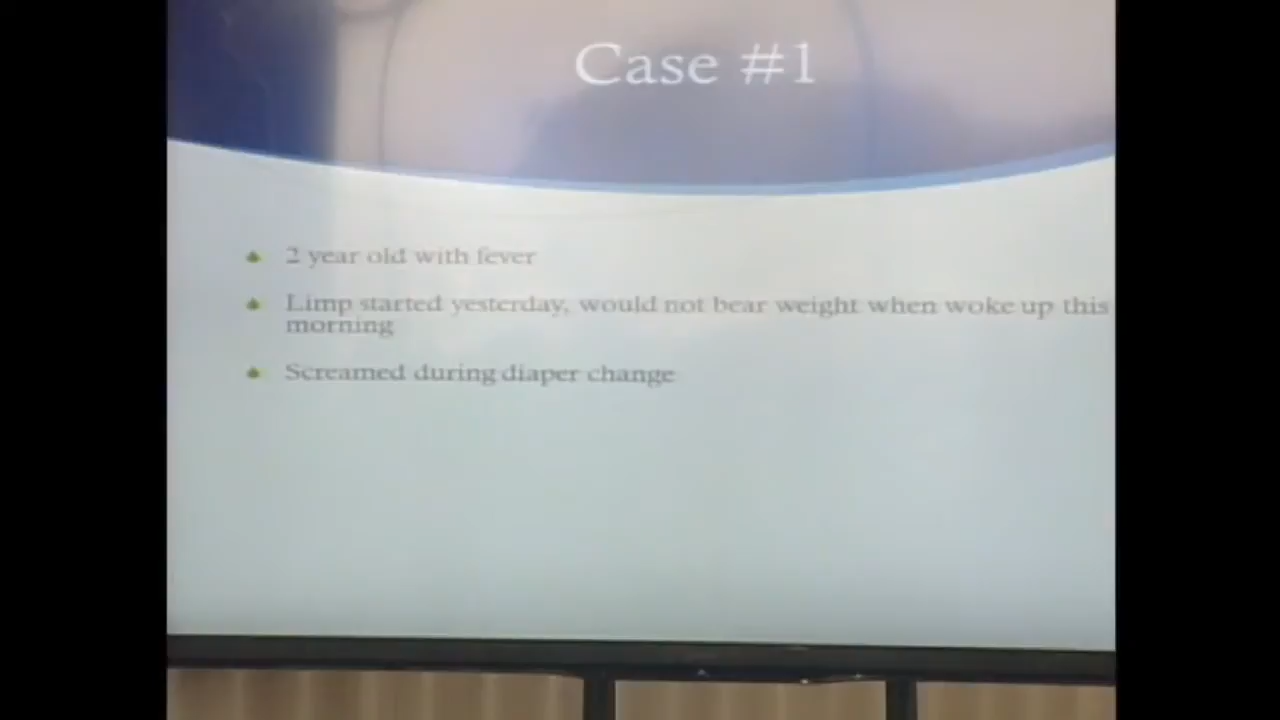 Case #1
2 year old with fever
Limp started yesterday, would not bear weight when woke up this
morning
Screamed during diaper change